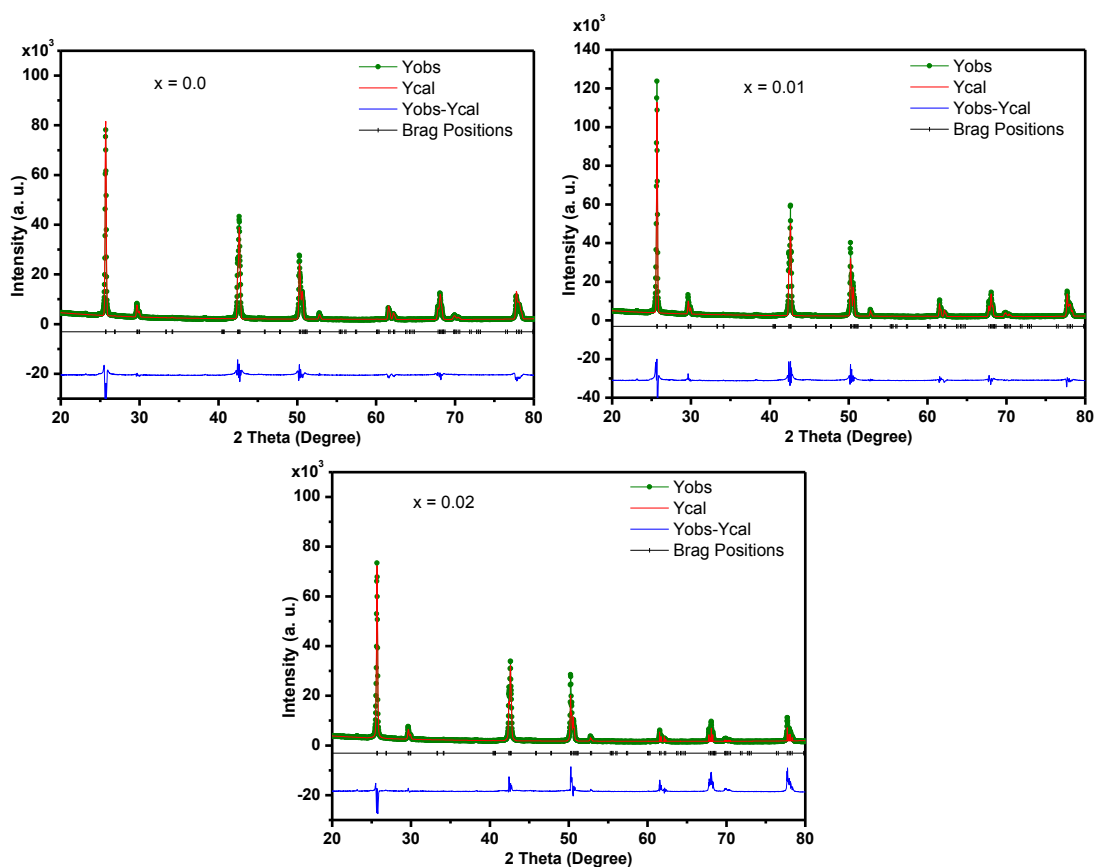 x10³
x = 0.0
Yobs
Ycal
Yobs-Ycal
Brag Positions
Intensity (a. u.)
100
80
60
40
20
0
-20
20 30 40 50 60 70 80
2 Theta (Degree)
x10³
x = 0.01
Yobs
Ycal
Yobs-Ycal
Brag Positions
Intensity (a. u.)
140
120
100
80
60
40
20
0
-20
-40
20 30 40 50 60 70 80
2 Theta (Degree)
x10³
x = 0.02
Yobs
Ycal
Yobs-Ycal
Brag Positions
Intensity (a. u.)
100
80
60
40
20
0
-20
20 30 40 50 60 70 80
2 Theta (Degree)